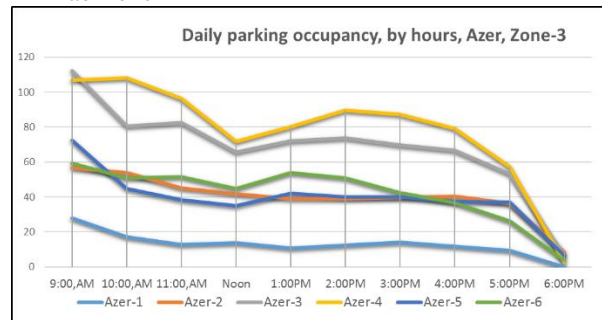 Daily parking occupancy, by hours, Azer, Zone-3
120
100
80
60
40
20
0
9:00,AM 10:00,AM 11:00,AM Noon 1:00PM 2:00PM 3:00PM 4:00PM 5:00PM 6:00PM
Azer-1 Azer-2 Azer-3 Azer-4 Azer-5 Azer-6